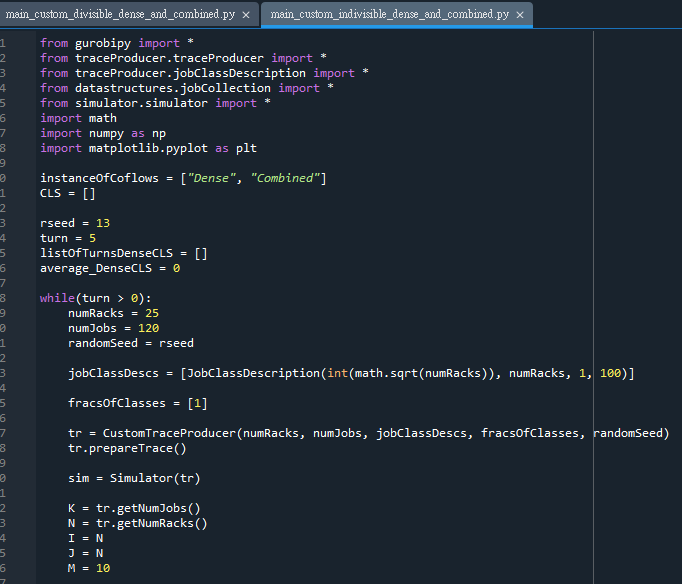 main_custom_divisible_dense_and_combined.py × main_custom_indivisible_dense_and_combined.py ×
1 from gurobipy import *
2 from traceProducer.traceProducer import *
3 from traceProducer.jobClassDescription import *
4 from datastructures.jobCollection import *
5 from simulator.simulator import *
6 import math
7 import numpy as np
8 import matplotlib.pyplot as plt
9
0 instanceOfCoflows = ["Dense", "Combined"]
1 CLS = []
2
3 rseed = 13
4 turn = 5
5 listOfTurnsDenseCLS = []
6 average_DenseCLS = 0
7
8 while(turn > 0):
9 numRacks = 25
0 numJobs = 120
1 randomSeed = rseed
2
3 jobClassDescs = [JobClassDescription(int(math.sqrt(numRacks)), numRacks, 1, 100)]
4
5 fracsOfClasses = [1]
6
7 tr = CustomTraceProducer(numRacks, numJobs, jobClassDescs, fracsOfClasses, randomSeed)
8 tr.prepareTrace()
9
0 sim = Simulator(tr)
1
2 K = tr.getNumJobs()
3 N = tr.getNumRacks()
4 I = N
5 J = N
6 M = 10